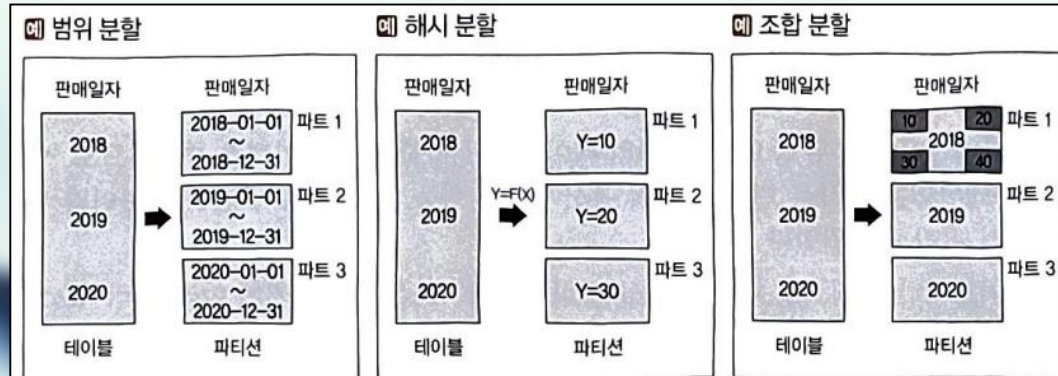 예 범위 분할
판매일자 판매일자
2018
2019
2020
2018-01-01
~
2018-12-31
파트 1
2019-01-01
~
2019-12-31
파트 2
2020-01-01
~
2020-12-31
파트 3
테이블 파티션
예 해시 분할
판매일자 판매일자
2018
2019
2020
Y=F(x)
Y=10
파트 1
Y=20
파트 2
Y=30
파트 3
테이블 파티션
예 조합 분할
판매일자 판매일자
2018
2019
2020
10 20
2018
30 40
파트 1
2019
파트 2
2020
파트 3
테이블 파티션